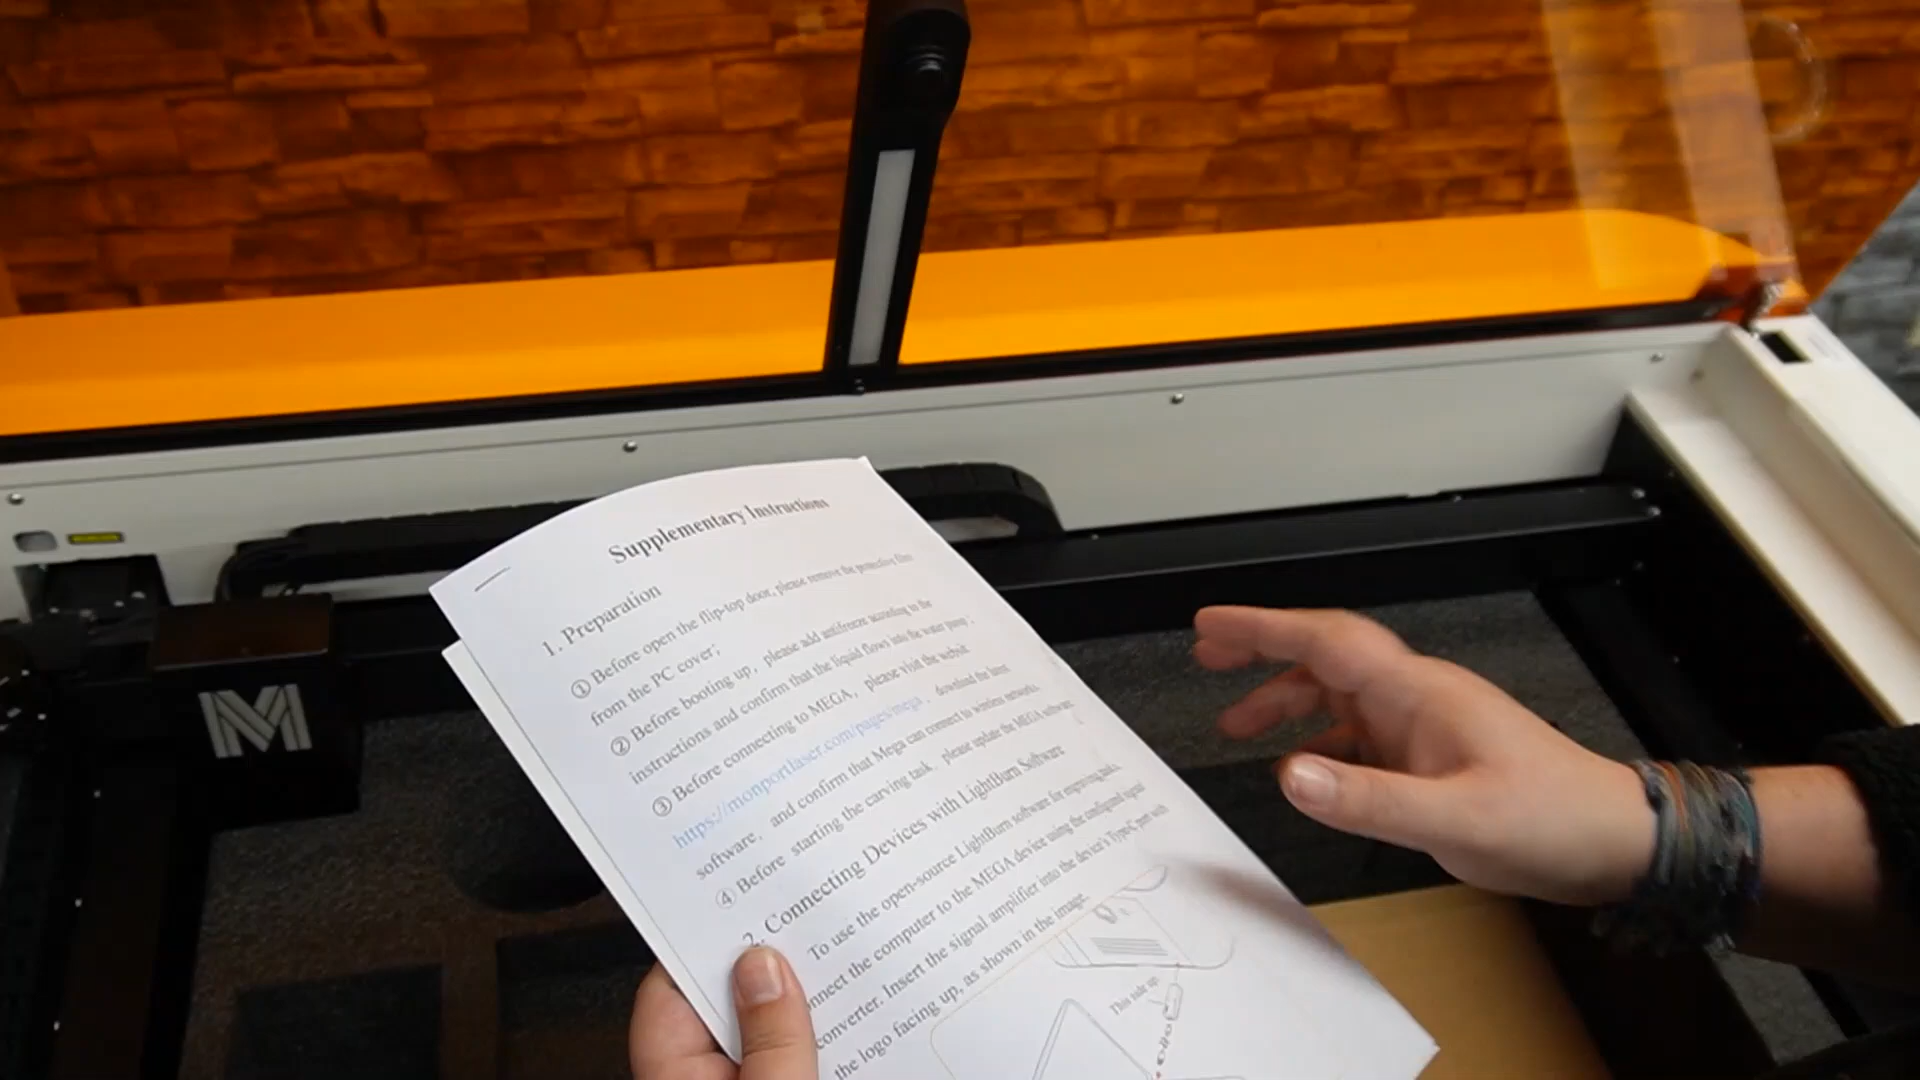 Supplementary Instructions
1. Preparation
① Before open the flip-top door, please remove the protective film
from the PC cover;
② Before booting up, please add antifreeze according to the
instructions and confirm that the liquid flows into the water pump;
③ Before connecting to MEGA, please visit the websit
https://monportlaser.com/pages/mega, download the latest
software, and confirm that Mega can connect to wireless networks.
④ Before starting the carving task, please update the MEGA software.
2. Connecting Devices with LightBurn Software
To use the open-source LightBurn software for engraving tasks,
nnect the computer to the MEGA device using the configured signal
converter. Insert the signal amplifier into the device's Type-C port with
the logo facing up, as shown in the image.
This side up
M